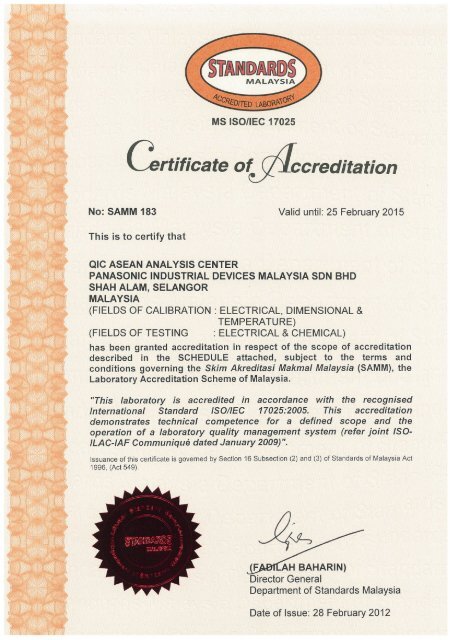 STANDARDS
MALAYSIA
ACCREDITED LABORATORY
MS ISO/IEC 17025
Certificate of Accreditation
No: SAMM 183 Valid until: 25 February 2015
This is to certify that
QIC ASEAN ANALYSIS CENTER
PANASONIC INDUSTRIAL DEVICES MALAYSIA SDN BHD
SHAH ALAM, SELANGOR
MALAYSIA
(FIELDS OF CALIBRATION : ELECTRICAL, DIMENSIONAL &
TEMPERATURE)
(FIELDS OF TESTING : ELECTRICAL & CHEMICAL)
has been granted accreditation in respect of the scope of accreditation
described in the SCHEDULE attached, subject to the terms and
conditions governing the Skim Akreditasi Makmal Malaysia (SAMM), the
Laboratory Accreditation Scheme of Malaysia.
"This laboratory is accredited in accordance with the recognised
International Standard ISO/IEC 17025:2005. This accreditation
demonstrates technical competence for a defined scope and the
operation of a laboratory quality management system (refer joint ISO-
ILAC-IAF Communiqué dated January 2009)".
Issuance of this certificate is governed by Section 16 Subsection (2) and (3) of Standards of Malaysia Act
1996, (Act 549)
STANDARDS
MALAYSIA
(FADILAH BAHARIN)
Director General
Department of Standards Malaysia
Date of Issue: 28 February 2012